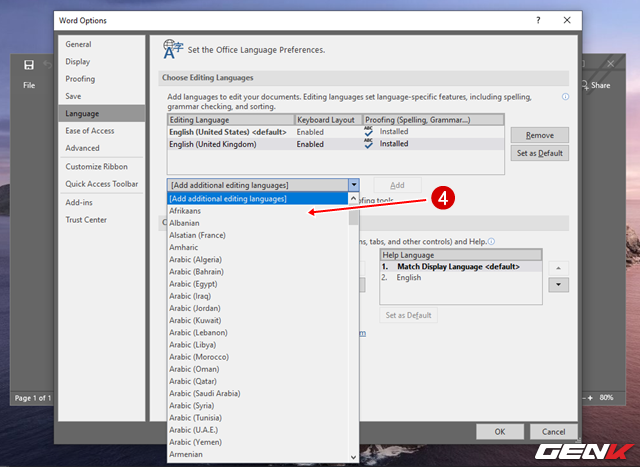 Word Options
?
File
Share
General
Display
Proofing
Save
Language
Ease of Access
Advanced
Customize Ribbon
Quick Access Toolbar
Add-ins
Trust Center
A字
Set the Office Language Preferences.
Choose Editing Languages
Add languages to edit your documents. Editing languages set language-specific features, including spelling,
grammar checking, and sorting.
Editing Language Keyboard Layout Proofing (Spelling, Grammar...)
English (United States) <default> Enabled ABC Installed
English (United Kingdom) Enabled ABC Installed
Remove
Set as Default
[Add additional editing languages] Add
[Add additional editing languages]
Afrikaans
Albanian
Alsatian (France)
Amharic
Arabic (Algeria)
Arabic (Bahrain)
Arabic (Egypt)
Arabic (Iraq)
Arabic (Jordan)
Arabic (Kuwait)
Arabic (Lebanon)
Arabic (Libya)
Arabic (Morocco)
Arabic (Oman)
Arabic (Qatar)
Arabic (Saudi Arabia)
Arabic (Syria)
Arabic (Tunisia)
Arabic (U.A.E.)
Arabic (Yemen)
Armenian
tools
4
s, tabs, and other controls) and Help.
Help Language
1. Match Display Language <default>
2. English
Set as Default
m
Page 1 of 1
80%
OK
Cancel
GENK